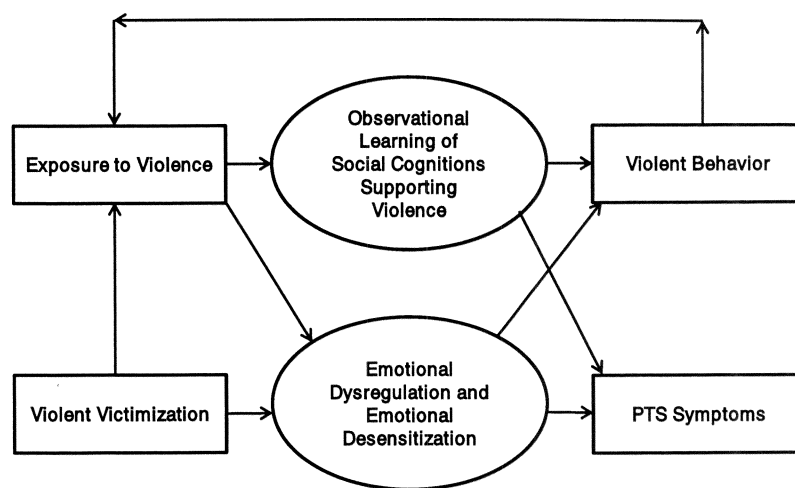 Observational
Learning of
Social Cognitions
Supporting
Violence
Exposure to Violence
Violent Behavior
Emotional
Dysregulation and
Emotional
Desensitization
Violent Victimization
PTS Symptoms